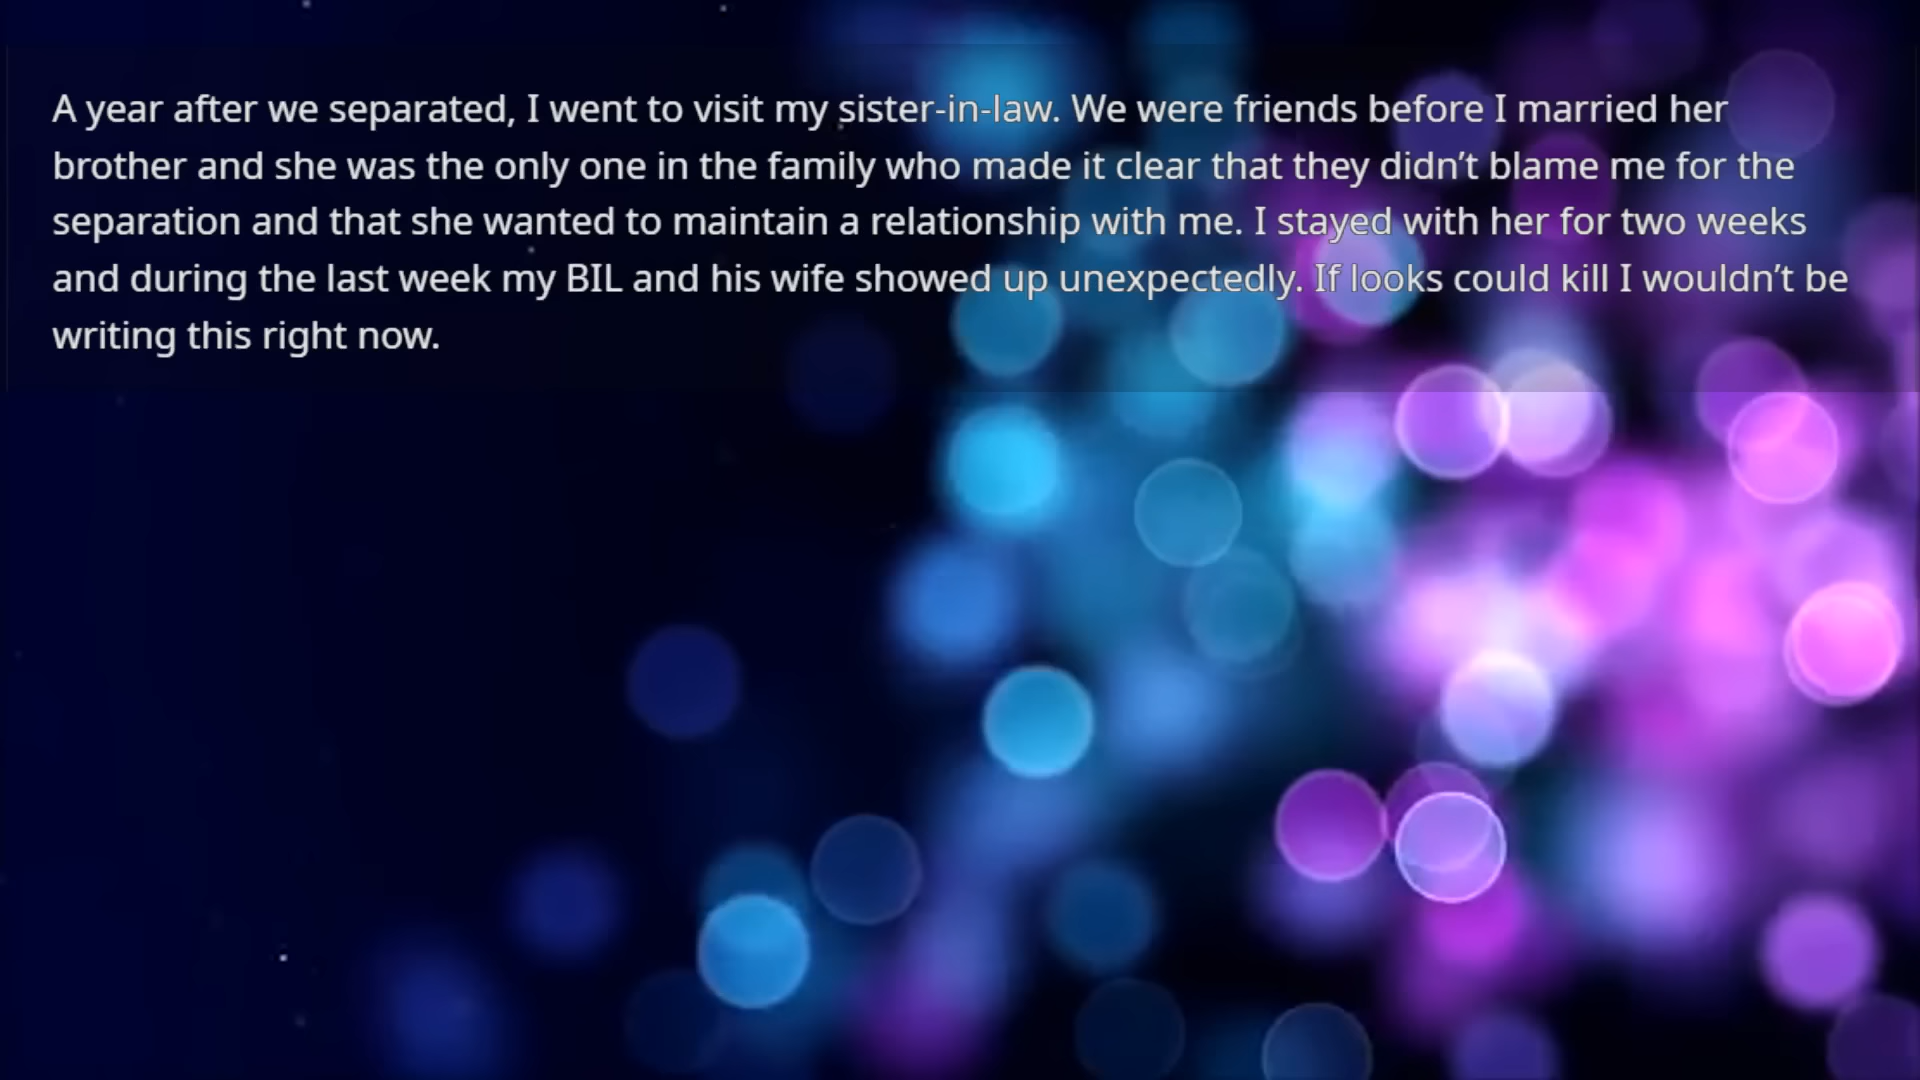 A year after we separated, I went to visit my sister-in-law. We were friends before I married her
brother and she was the only one in the family who made it clear that they didn’t blame me for the
separation and that she wanted to maintain a relationship with me. I stayed with her for two weeks
and during the last week my BIL and his wife showed up unexpectedly. If looks could kill I wouldn’t be
writing this right now.